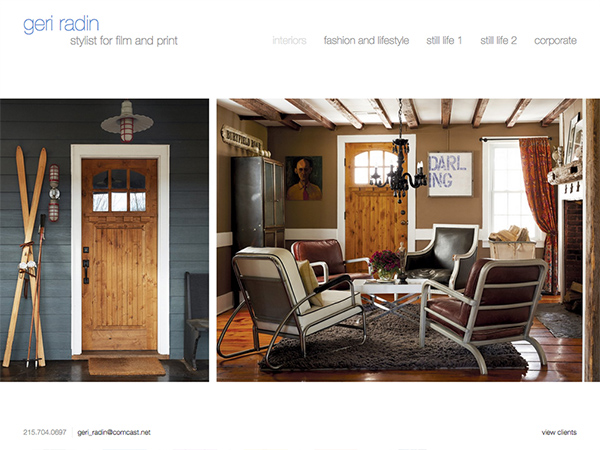 geri radin
stylist for film and print
interiors fashion and lifestyle still life 1 still life 2 corporate
DARL
ING
215.704.0697 geri_radin@comcast.net
view clients